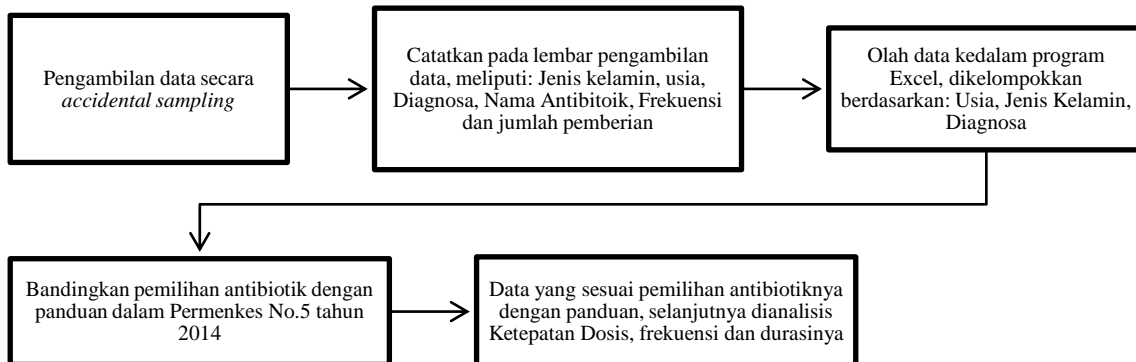 Pengambilan data secara
accidental sampling
Catatkan pada lembar pengambilan
data, meliputi: Jenis kelamin, usia,
Diagnosa, Nama Antibitoik, Frekuensi
dan jumlah pemberian
Olah data kedalam program
Excel, dikelompokkan
berdasarkan: Usia, Jenis Kelamin,
Diagnosa
Bandingkan pemilihan antibiotik dengan
panduan dalam Permenkes No.5 tahun
2014
Data yang sesuai pemilihan antibiotiknya
dengan panduan, selanjutnya dianalisis
Ketepatan Dosis, frekuensi dan durasinya